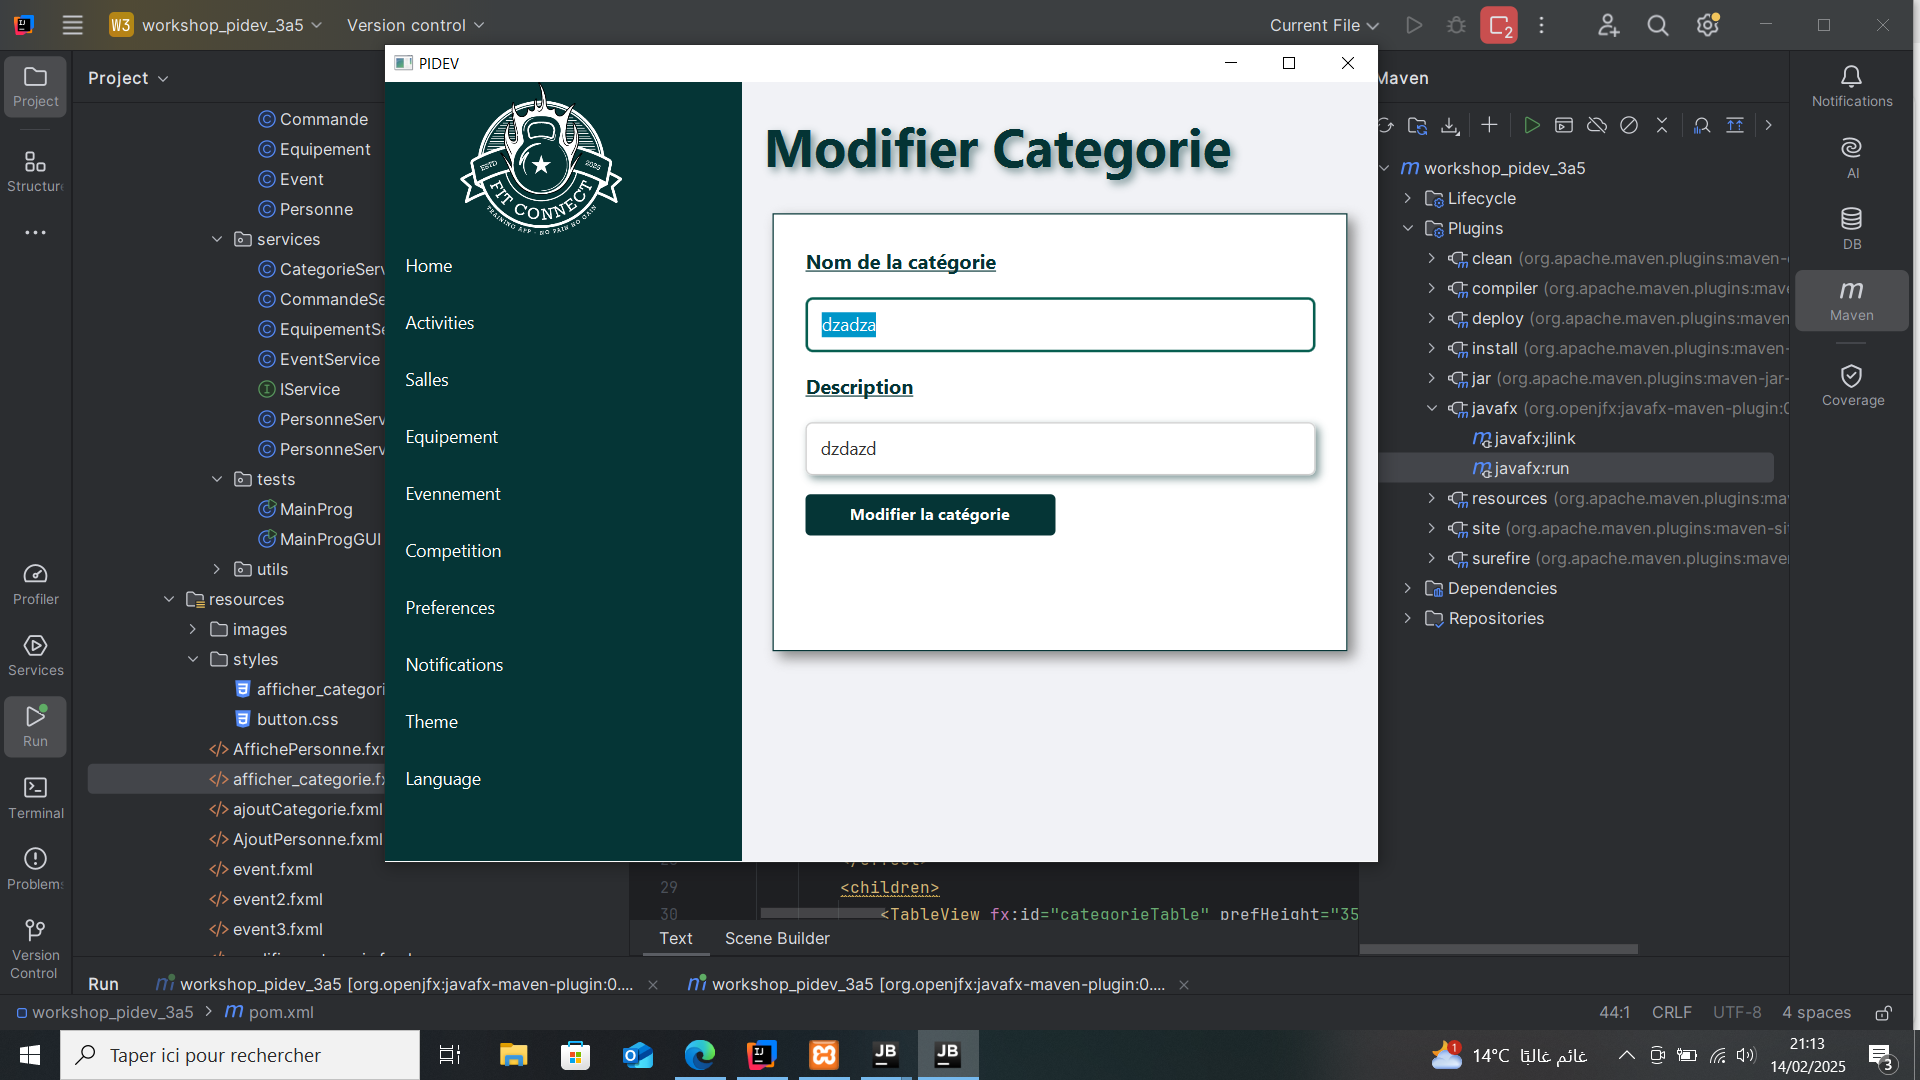 W3 workshop_pidev_3a5 Version control Current File 2
Project
PIDEV
Maven
Project
Structure
Commande
Equipement
Event
Personne
services
CategorieServ
CommandeSe
EquipementSe
EventService
IService
PersonneServ
PersonneServ
tests
MainProg
MainProgGUI
utils
resources
images
styles
afficher_categori
button.css
AffichePersonne.fxm
afficher_categorie.fx
ajoutCategorie.fxml
AjoutPersonne.fxml
event.fxml
event2.fxml
event3.fxml
Profiler
Services
Run
Terminal
Problems
Version
Control
ESTD 2025
FIT CONNECT
TRAINING APP - NO PAIN NO GAIN
Home
Activities
Salles
Equipement
Evennement
Competition
Preferences
Notifications
Theme
Language
Modifier Categorie
Nom de la catégorie
dzadza
Description
dzdazd
Modifier la catégorie
29 <children>
30 <TableView fx:id="categorieTable" prefHeight="35
Text Scene Builder
workshop_pidev_3a5
Lifecycle
Plugins
clean (org.apache.maven.plugins:maven-
compiler (org.apache.maven.plugins:mave
deploy (org.apache.maven.plugins:maven
install (org.apache.maven.plugins:maven-
jar (org.apache.maven.plugins:maven-jar-
javafx (org.openjfx:javafx-maven-plugin:0
javafx:jlink
javafx:run
resources (org.apache.maven.plugins:ma
site (org.apache.maven.plugins:maven-si
surefire (org.apache.maven.plugins:mave
Dependencies
Repositories
Notifications
AI
DB
Maven
Coverage
Run workshop_pidev_3a5 [org.openjfx:javafx-maven-plugin:0.... workshop_pidev_3a5 [org.openjfx:javafx-maven-plugin:0....
workshop_pidev_3a5 > pom.xml 44:1 CRLF UTF-8 4 spaces
Taper ici pour rechercher
1 14°C غائم غالبًا
21:13
14/02/2025
3